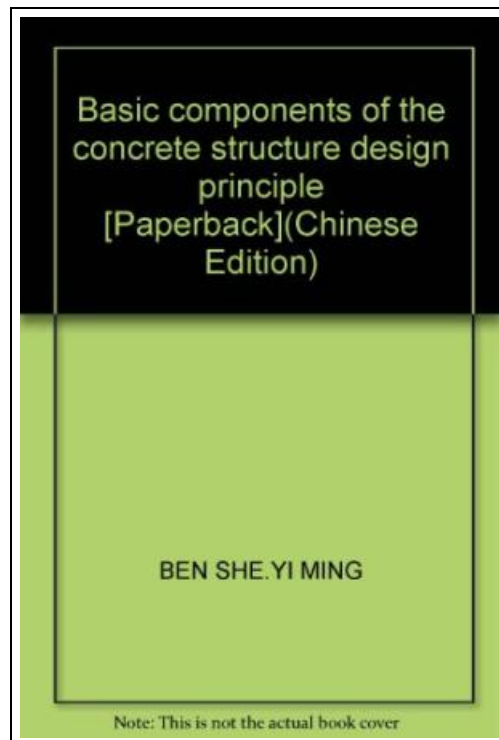 Basic components of the
concrete structure design
principle
[Paperback](Chinese
Edition)
BEN SHE.YI MING
Note: This is not the actual book cover